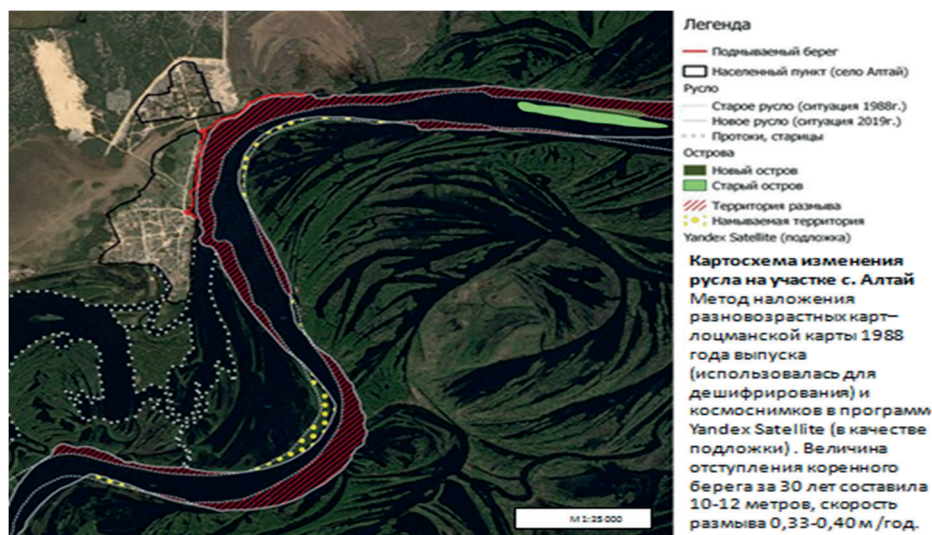 Легенда
Подмываемый берег
Населенный пункт (село Алтай)
Русло
Старое русло (ситуация 1988г.)
Новое русло (ситуация 2019г.)
Протоки, старицы
Острова
Новый остров
Старый остров
Территория размыва
Намываемая территория
Yandex Satellite (подложка)
Картосхема изменения
русла на участке с. Алтай
Метод наложения
разновозрастных карт–
лоцманской карты 1988
года выпуска
(использовалась для
дешифрирования) и
космоснимков в программ
Yandex Satellite (в качестве
подложки) . Величина
отступления коренного
берега за 30 лет составила
10-12 метров, скорость
размыва 0,33-0,40 м /год.
М 1:25 000